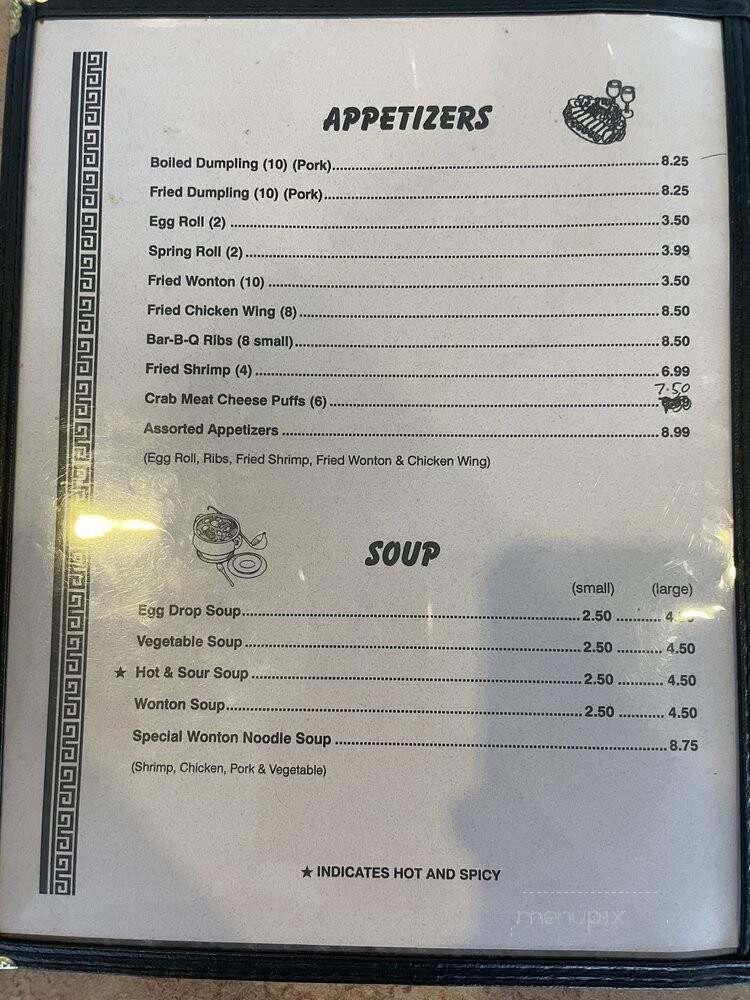 APPETIZERS
Boiled Dumpling (10) (Pork)........8.25
Fried Dumpling (10) (Pork)........8.25
Egg Roll (2)........3.50
Spring Roll (2)........3.99
Fried Wonton (10)........3.50
Fried Chicken Wing (8)........8.50
Bar-B-Q Ribs (8 small)........8.50
Fried Shrimp (4)........6.99
Crab Meat Cheese Puffs (6)........7.50
Assorted Appetizers........8.99
(Egg Roll, Ribs, Fried Shrimp, Fried Wonton & Chicken Wing)
SOUP
(small) (large)
Egg Drop Soup........2.50
Vegetable Soup........2.50........4.50
★ Hot & Sour Soup........2.50........4.50
Wonton Soup........2.50........4.50
Special Wonton Noodle Soup........8.75
(Shrimp, Chicken, Pork & Vegetable)
★ INDICATES HOT AND SPICY
menupix